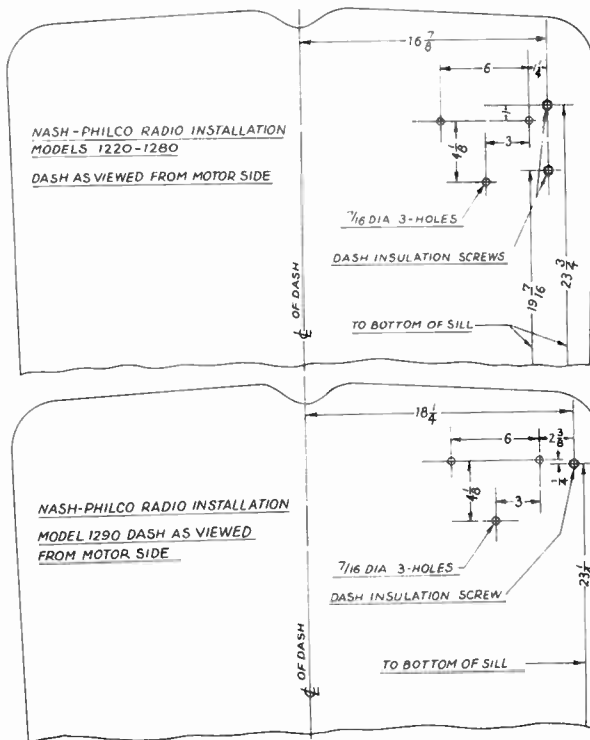 16 7/8
6
1/4
NASH-PHILCO RADIO INSTALLATION
MODELS 1220-1280
DASH AS VIEWED FROM MOTOR SIDE
4 1/8
3
7/16 DIA 3-HOLES
DASH INSULATION SCREWS
19 7/16
23 3/4
℄ OF DASH
TO BOTTOM OF SILL
18 1/4
6
2 3/8
1/4
4 1/8
3
NASH-PHILCO RADIO INSTALLATION
MODEL 1290 DASH AS VIEWED
FROM MOTOR SIDE
7/16 DIA 3-HOLES
DASH INSULATION SCREW
℄ OF DASH
TO BOTTOM OF SILL